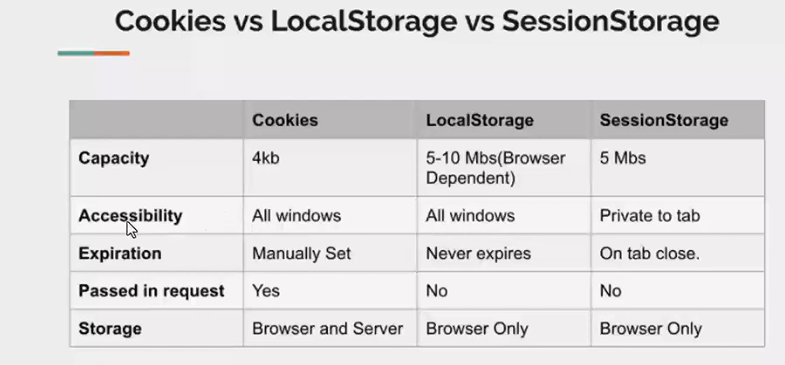 Cookies vs LocalStorage vs SessionStorage
Cookies LocalStorage SessionStorage
Capacity 4kb 5-10 Mbs(Browser 5 Mbs
Dependent)
Accessibility All windows All windows Private to tab
Expiration Manually Set Never expires On tab close.
Passed in request Yes No No
Storage Browser and Server Browser Only Browser Only